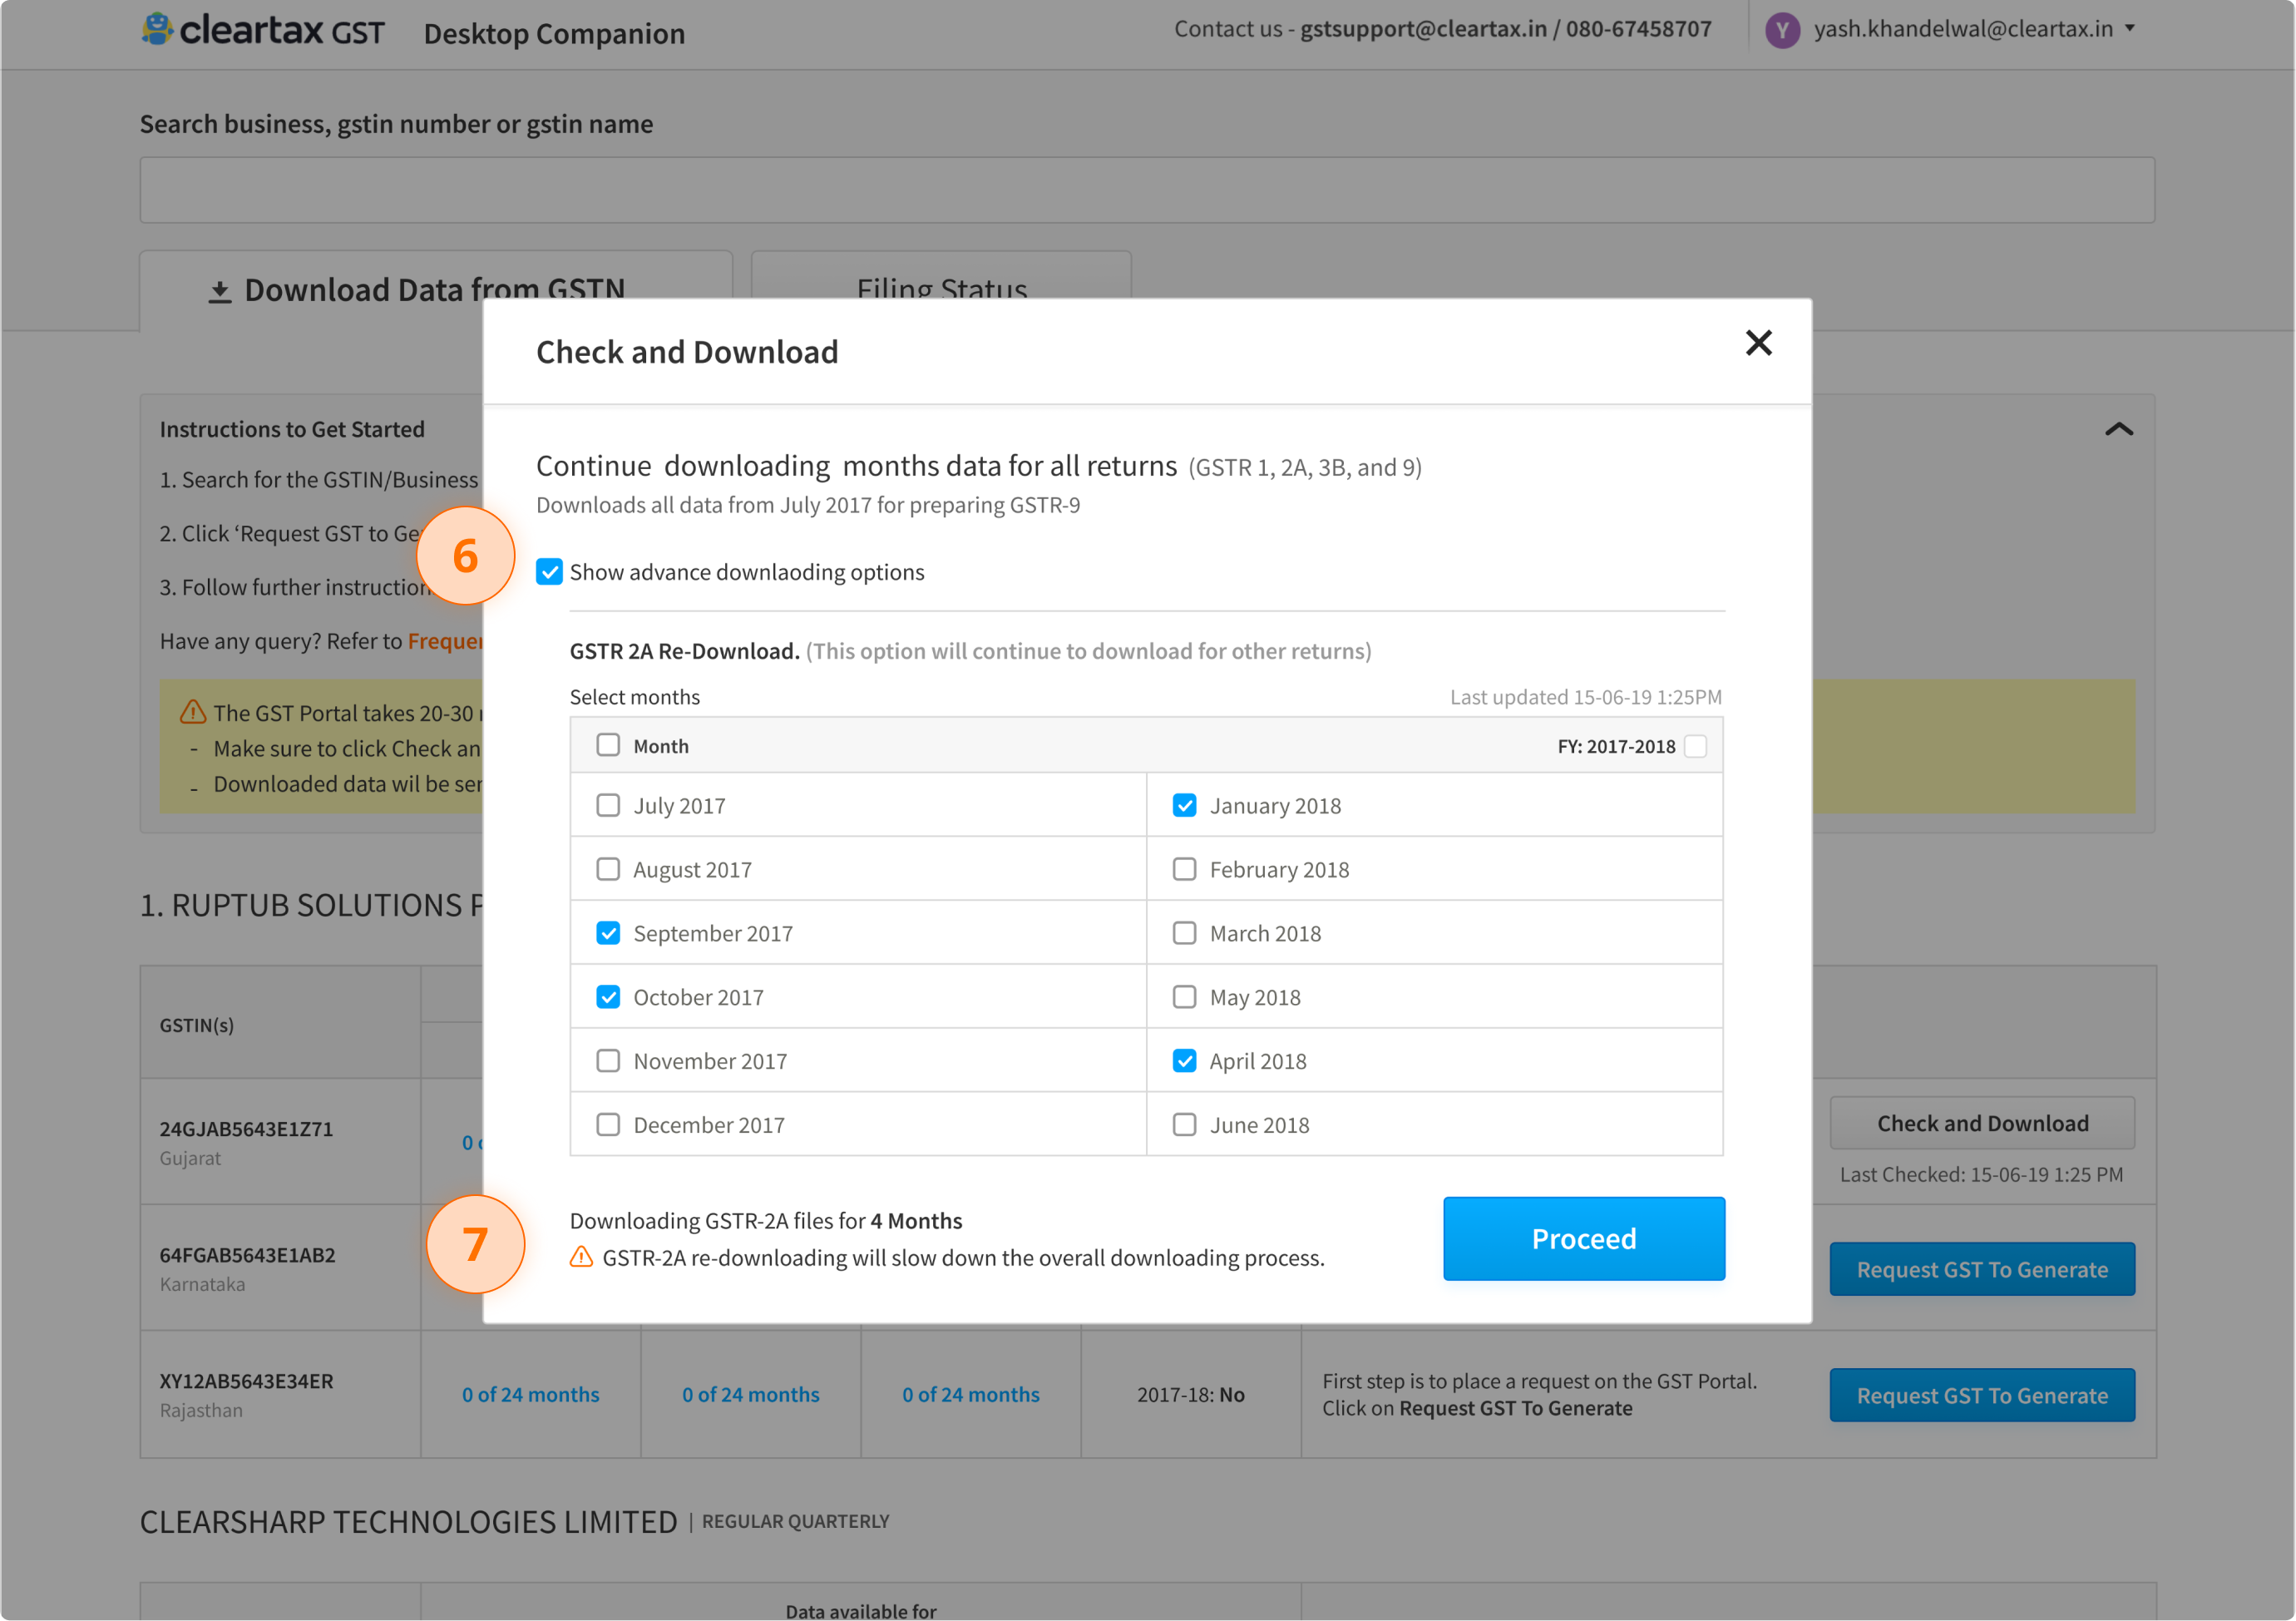 cleartax GST
Desktop Companion
Contact us - gstsupport@cleartax.in / 080-67458707
Y
yash.khandelwal@cleartax.in
Search business, gstin number or gstin name
Download Data from GSTN
Filing Status
Check and Download
Instructions to Get Started
1. Search for the GSTIN/Business
2. Click ‘Request GST to Ge
3. Follow further instruction
Have any query? Refer to Frequen
The GST Portal takes 20-30
- Make sure to click Check an
- Downloaded data wil be ser
Continue downloading months data for all returns (GSTR 1, 2A, 3B, and 9)
Downloads all data from July 2017 for preparing GSTR-9
6
Show advance downlaoding options
GSTR 2A Re-Download. (This option will continue to download for other returns)
Select months
Last updated 15-06-19 1:25PM
Month
FY: 2017-2018
July 2017
January 2018
August 2017
February 2018
September 2017
March 2018
October 2017
May 2018
November 2017
April 2018
December 2017
June 2018
7
Downloading GSTR-2A files for 4 Months
GSTR-2A re-downloading will slow down the overall downloading process.
Proceed
1. RUPTUB SOLUTIONS P
GSTIN(s)
24GJAB5643E1Z71
Gujarat
0
Check and Download
Last Checked: 15-06-19 1:25 PM
64FGAB5643E1AB2
Karnataka
Request GST To Generate
XY12AB5643E34ER
Rajasthan
0 of 24 months
0 of 24 months
0 of 24 months
2017-18: No
First step is to place a request on the GST Portal.
Click on Request GST To Generate
Request GST To Generate
CLEARSHARP TECHNOLOGIES LIMITED | REGULAR QUARTERLY
Data available for